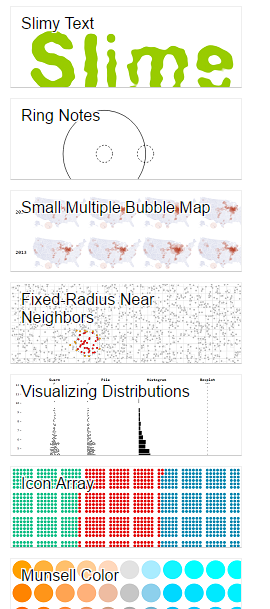 Slimy Text
Slime
Ring Notes
Small Multiple Bubble Map
2013
Fixed-Radius Near
Neighbors
Visualizing Distributions
Histogram
Icon Array
Munsell Color